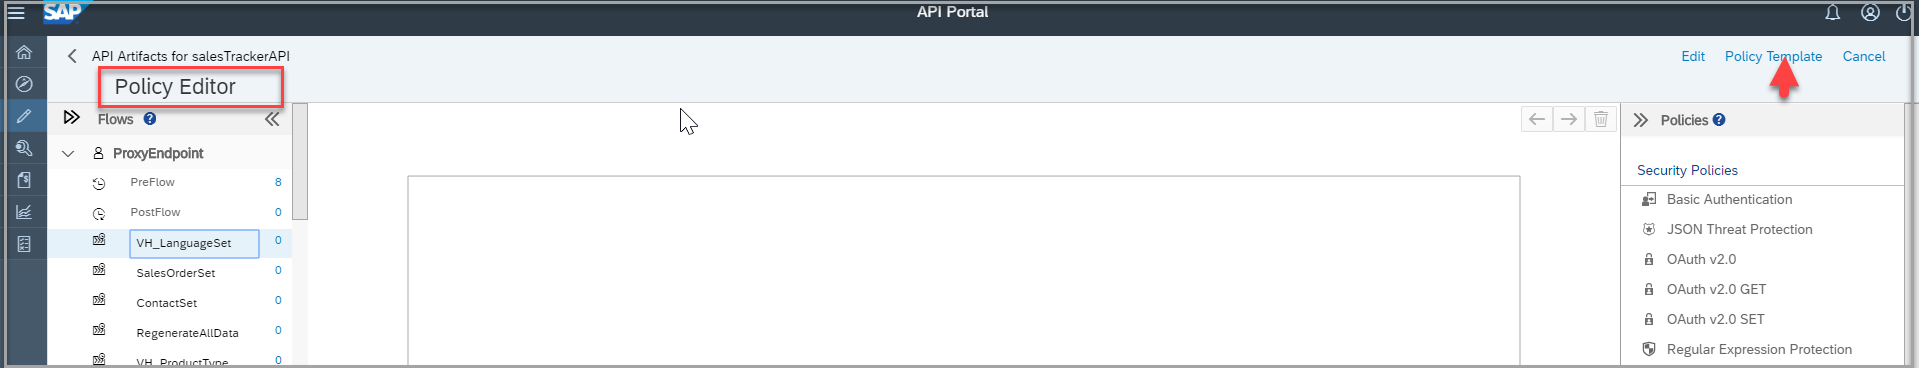 SAP
API Portal
API Artifacts for salesTrackerAPI
Edit Policy Template Cancel
Policy Editor
Flows ?
Policies ?
ProxyEndpoint
Security Policies
PreFlow 8
Basic Authentication
PostFlow 0
JSON Threat Protection
VH_LanguageSet 0
OAuth v2.0
SalesOrderSet 0
OAuth v2.0 GET
ContactSet 0
OAuth v2.0 SET
RegenerateAllData 0
Regular Expression Protection
VH_ProductType 0